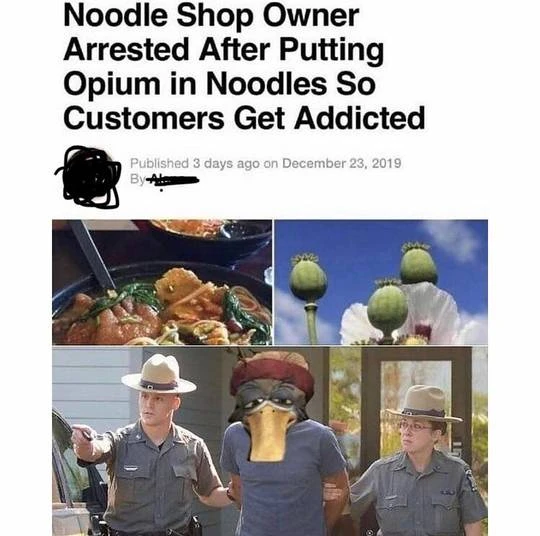 Noodle Shop Owner
Arrested After Putting
Opium in Noodles So
Customers Get Addicted
Published 3 days ago on December 23, 2019
By